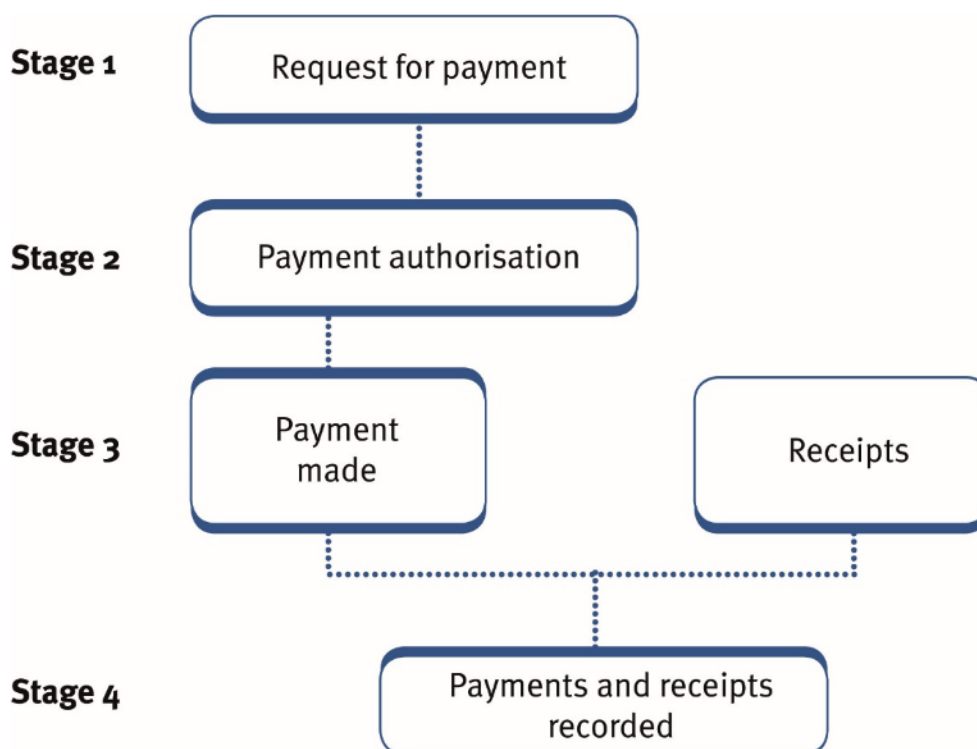 Stage 1
Request for payment
Stage 2
Payment authorisation
Stage 3
Payment
made
Receipts
Stage 4
Payments and receipts
recorded